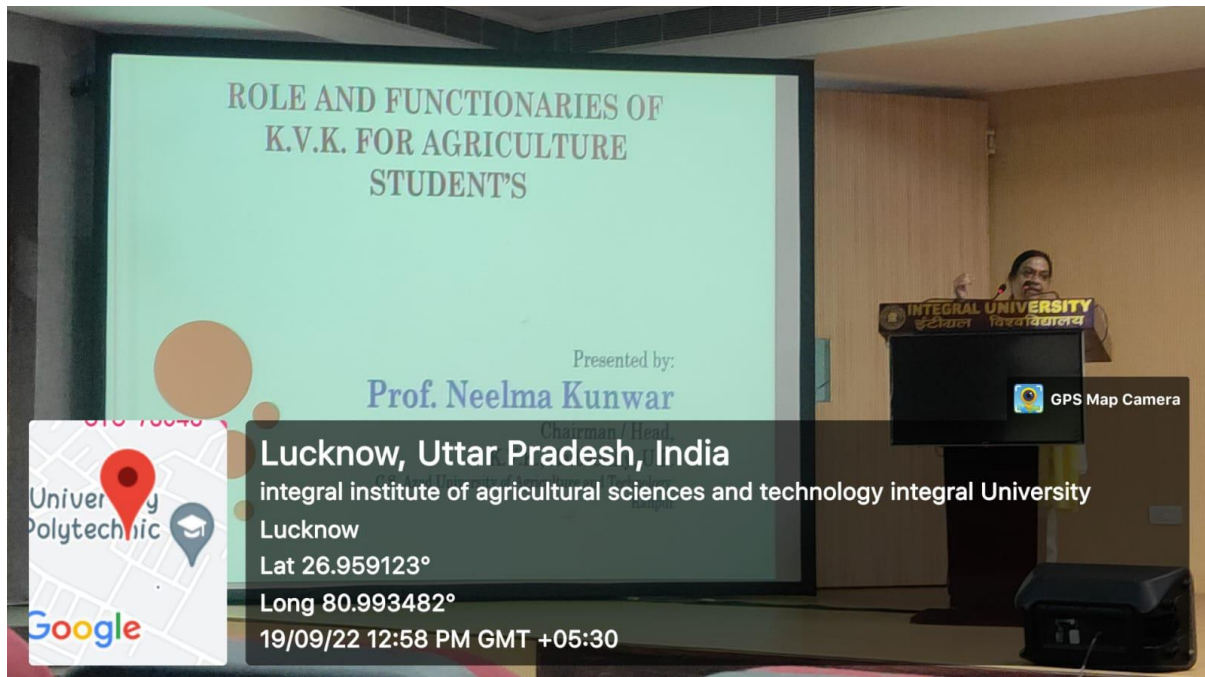 ROLE AND FUNCTIONARIES OF
K.V.K. FOR AGRICULTURE
STUDENT'S
Presented by:
Prof. Neelma Kunwar
Chairman / Head,
INTEGRAL UNIVERSITY
इंटीग्रल विश्वविद्यालय
GPS Map Camera
Polytechnic
Google
Lucknow, Uttar Pradesh, India
integral institute of agricultural sciences and technology integral University
Lucknow
Lat 26.959123°
Long 80.993482°
19/09/22 12:58 PM GMT +05:30